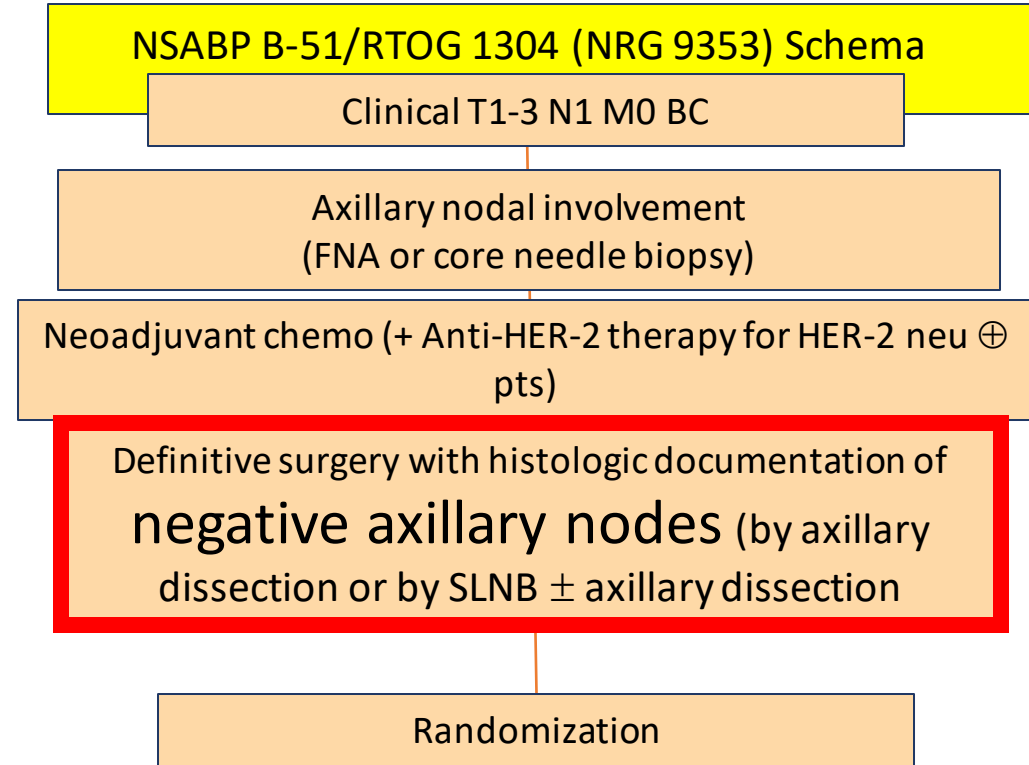 NSABP B-51/RTOG 1304 (NRG 9353) Schema
Clinical T1-3 N1 M0 BC
Axillary nodal involvement
(FNA or core needle biopsy)
Neoadjuvant chemo (+ Anti-HER-2 therapy for HER-2 neu ⊕
pts)
Definitive surgery with histologic documentation of
negative axillary nodes (by axillary
dissection or by SLNB ± axillary dissection
Randomization